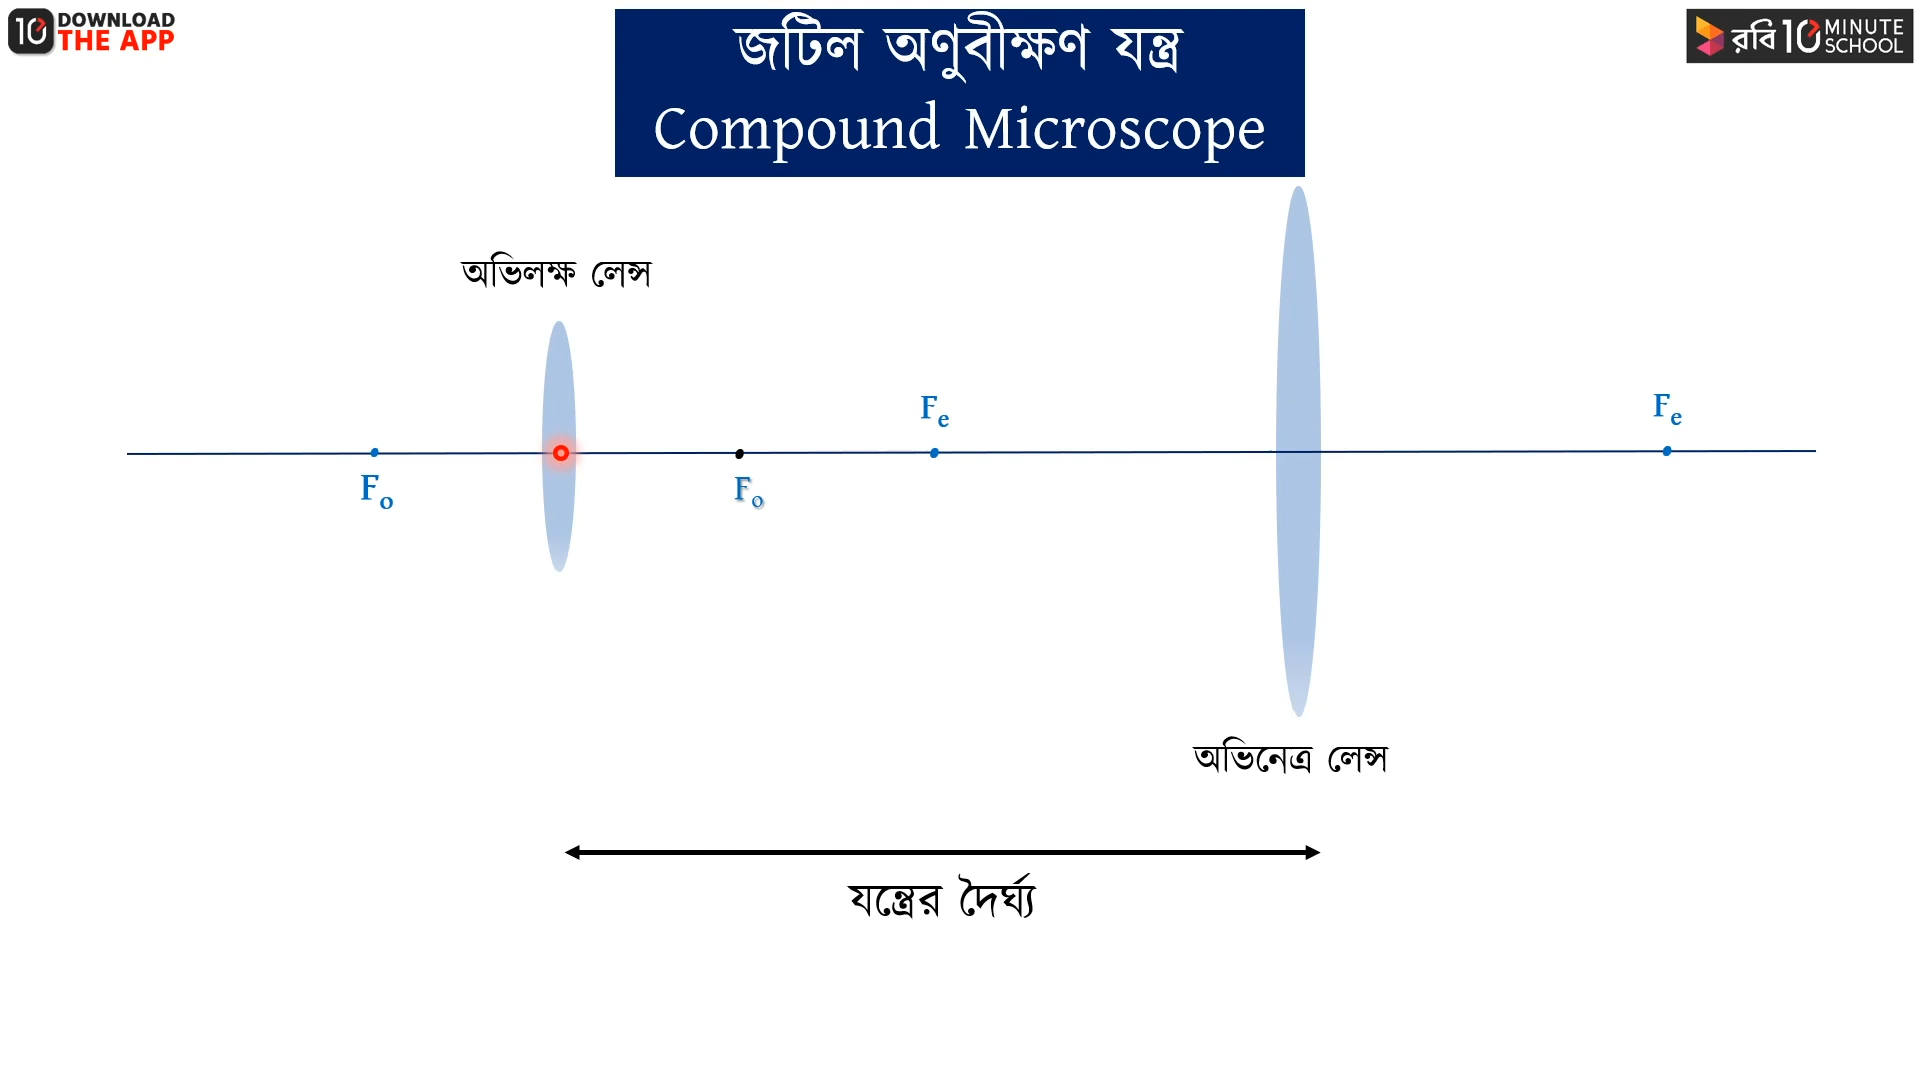 10 DOWNLOAD
THE APP
জটিল অণুবীক্ষণ যন্ত্র
Compound Microscope
রবি 10 MINUTE
SCHOOL
অভিলক্ষ লেন্স
Fe
Fe
Fo
Fo
অভিনেত্র লেন্স
যন্ত্রের দৈর্ঘ্য